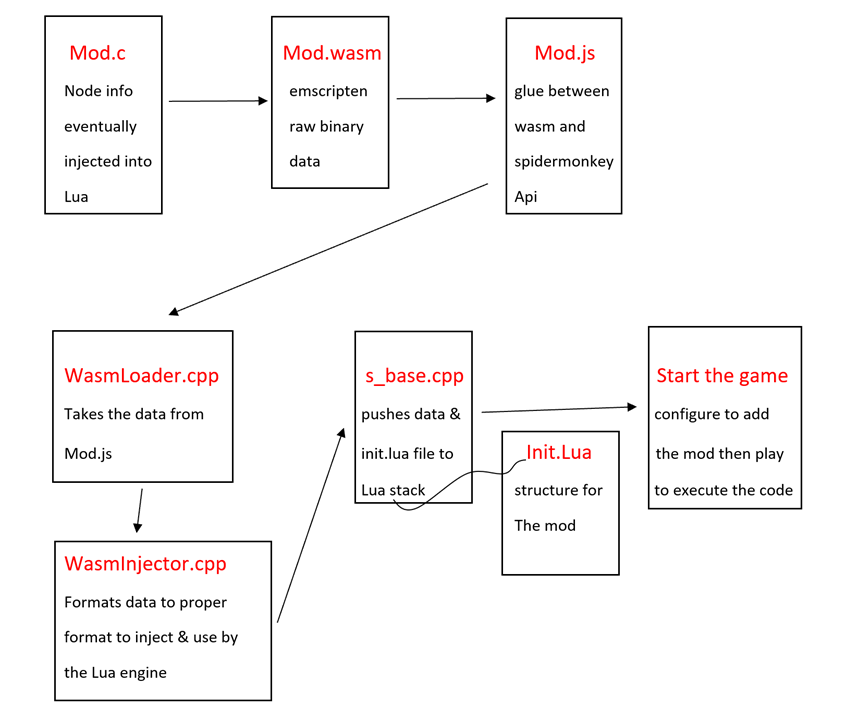 Mod.c
Node info
eventually
injected into
Lua
Mod.wasm
emscripten
raw binary
data
Mod.js
glue between
wasm and
spidermonkey
Api
WasmLoader.cpp
Takes the data from
Mod.js
WasmInjector.cpp
Formats data to proper
format to inject & use by
the Lua engine
s_base.cpp
pushes data &
init.lua file to
Lua stack
Init.Lua
structure for
The mod
Start the game
configure to add
the mod then play
to execute the code